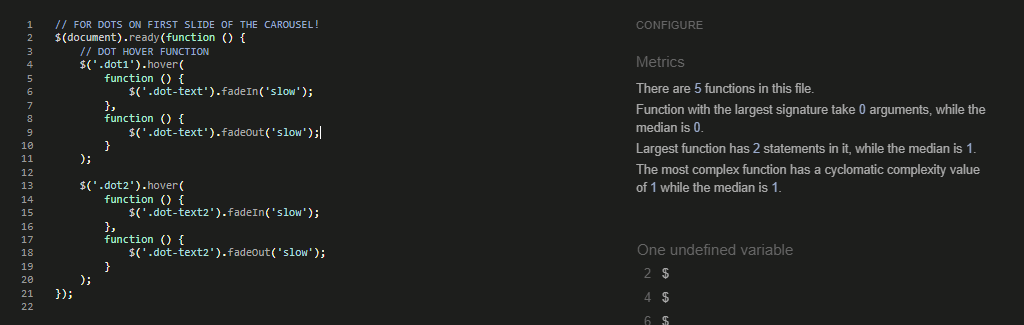 1 // FOR DOTS ON FIRST SLIDE OF THE CAROUSEL!
2 $(document).ready(function () {
3 // DOT HOVER FUNCTION
4 $('.dot1').hover(
5 function () {
6 $('.dot-text').fadeIn('slow');
7 },
8 function () {
9 $('.dot-text').fadeOut('slow');
10 }
11 );
12
13 $('.dot2').hover(
14 function () {
15 $('.dot-text2').fadeIn('slow');
16 },
17 function () {
18 $('.dot-text2').fadeOut('slow');
19 }
20 );
21 });
22
CONFIGURE
Metrics
There are 5 functions in this file.
Function with the largest signature take 0 arguments, while the
median is 0.
Largest function has 2 statements in it, while the median is 1.
The most complex function has a cyclomatic complexity value
of 1 while the median is 1.
One undefined variable
2 $
4 $
6 $